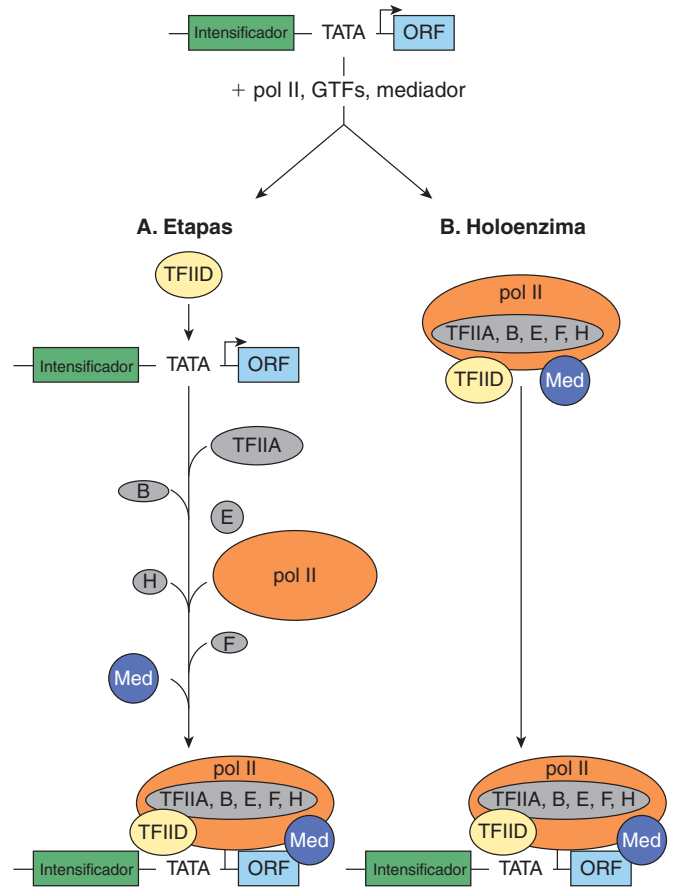 Intensificador TATA ORF
+ pol II, GTFs, mediador
A. Etapas
TFIID
Intensificador TATA ORF
TFIIA
B
E
pol II
H
F
Med
pol II
TFIIA, B, E, F, H
TFIID
Med
Intensificador TATA ORF
B. Holoenzima
pol II
TFIIA, B, E, F, H
TFIID
Med
pol II
TFIIA, B, E, F, H
TFIID
Med
Intensificador TATA ORF